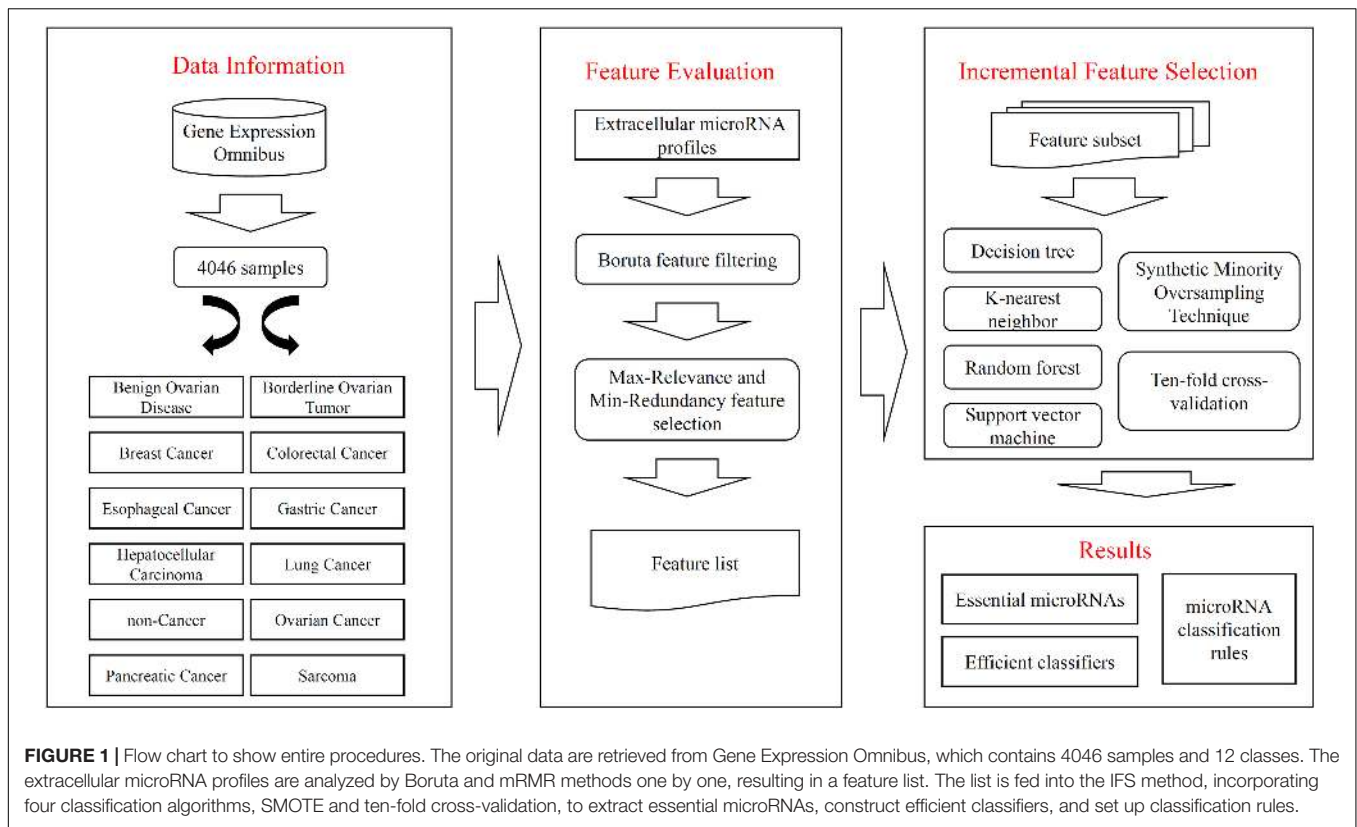 Data Information
Gene Expression
Omnibus
4046 samples
Benign Ovarian
Disease
Borderline Ovarian
Tumor
Breast Cancer
Colorectal Cancer
Esophageal Cancer
Gastric Cancer
Hepatocellular
Carcinoma
Lung Cancer
non-Cancer
Ovarian Cancer
Pancreatic Cancer
Sarcoma
Feature Evaluation
Extracellular microRNA
profiles
Boruta feature filtering
Max-Relevance and
Min-Redundancy feature
selection
Feature list
Incremental Feature Selection
Feature subset
Decision tree
K-nearest
neighbor
Random forest
Support vector
machine
Synthetic Minority
Oversampling
Technique
Ten-fold cross-
validation
Results
Essential microRNAs
Efficient classifiers
microRNA
classification
rules
FIGURE 1 | Flow chart to show entire procedures. The original data are retrieved from Gene Expression Omnibus, which contains 4046 samples and 12 classes. The
extracellular microRNA profiles are analyzed by Boruta and mRMR methods one by one, resulting in a feature list. The list is fed into the IFS method, incorporating
four classification algorithms, SMOTE and ten-fold cross-validation, to extract essential microRNAs, construct efficient classifiers, and set up classification rules.